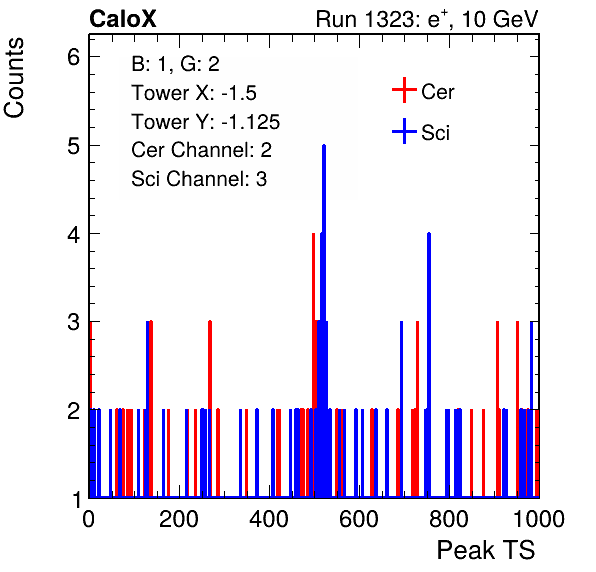 CaloX
Run 1323: e⁺, 10 GeV
Counts
B: 1, G: 2
Tower X: -1.5
Tower Y: -1.125
Cer Channel: 2
Sci Channel: 3
Cer
Sci
6
5
4
3
2
1
0 200 400 600 800 1000
Peak TS